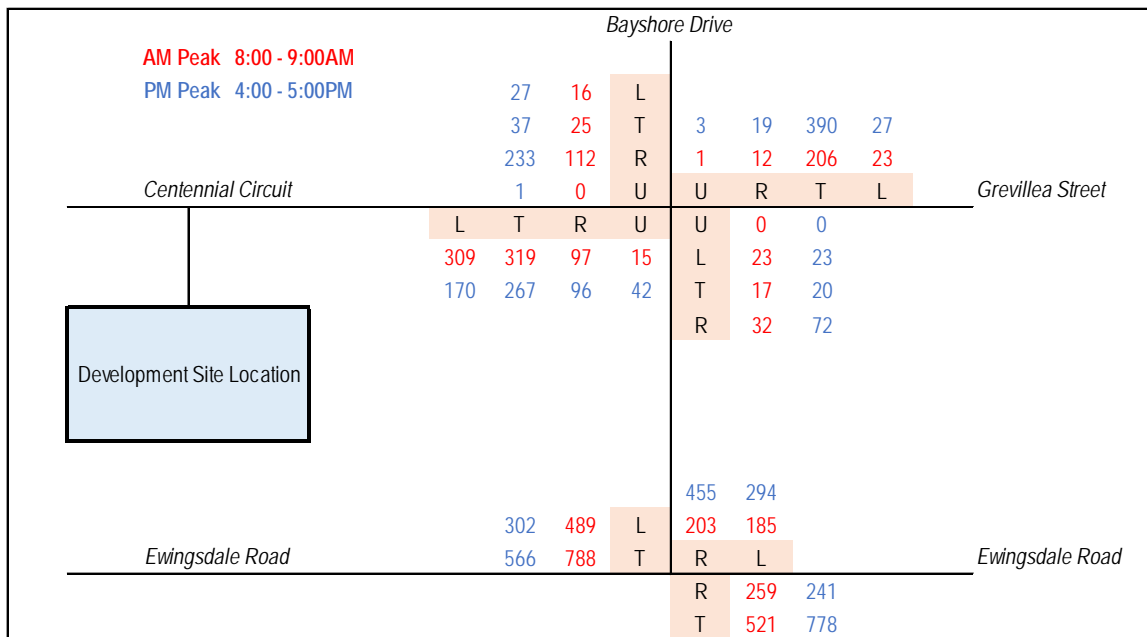 Bayshore Drive
AM Peak 8:00 - 9:00AM
PM Peak 4:00 - 5:00PM
27 16 L
37 25 T 3 19 390 27
233 112 R 1 12 206 23
Centennial Circuit 1 0 U U R T L Grevillea Street
L T R U U 0 0
309 319 97 15 L 23 23
170 267 96 42 T 17 20
R 32 72
Development Site Location
455 294
302 489 L 203 185
Ewingsdale Road 566 788 T R L Ewingsdale Road
R 259 241
T 521 778